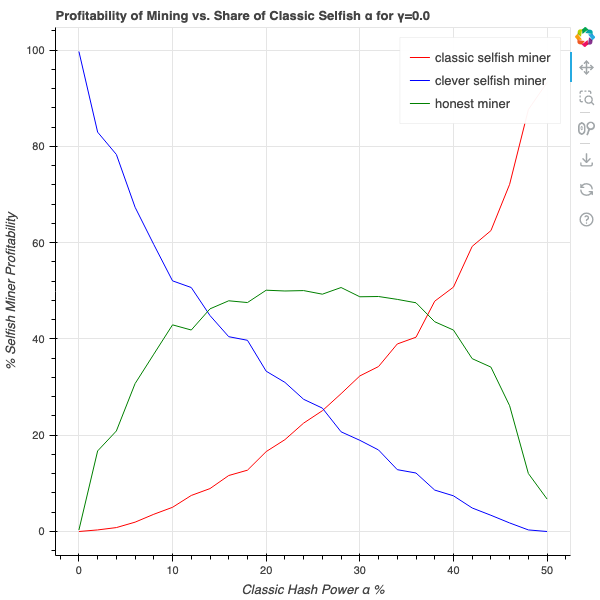 Profitability of Mining vs. Share of Classic Selfish α for γ=0.0
classic selfish miner
clever selfish miner
honest miner
% Selfish Miner Profitability
100
80
60
40
20
0
0 10 20 30 40 50
Classic Hash Power α %